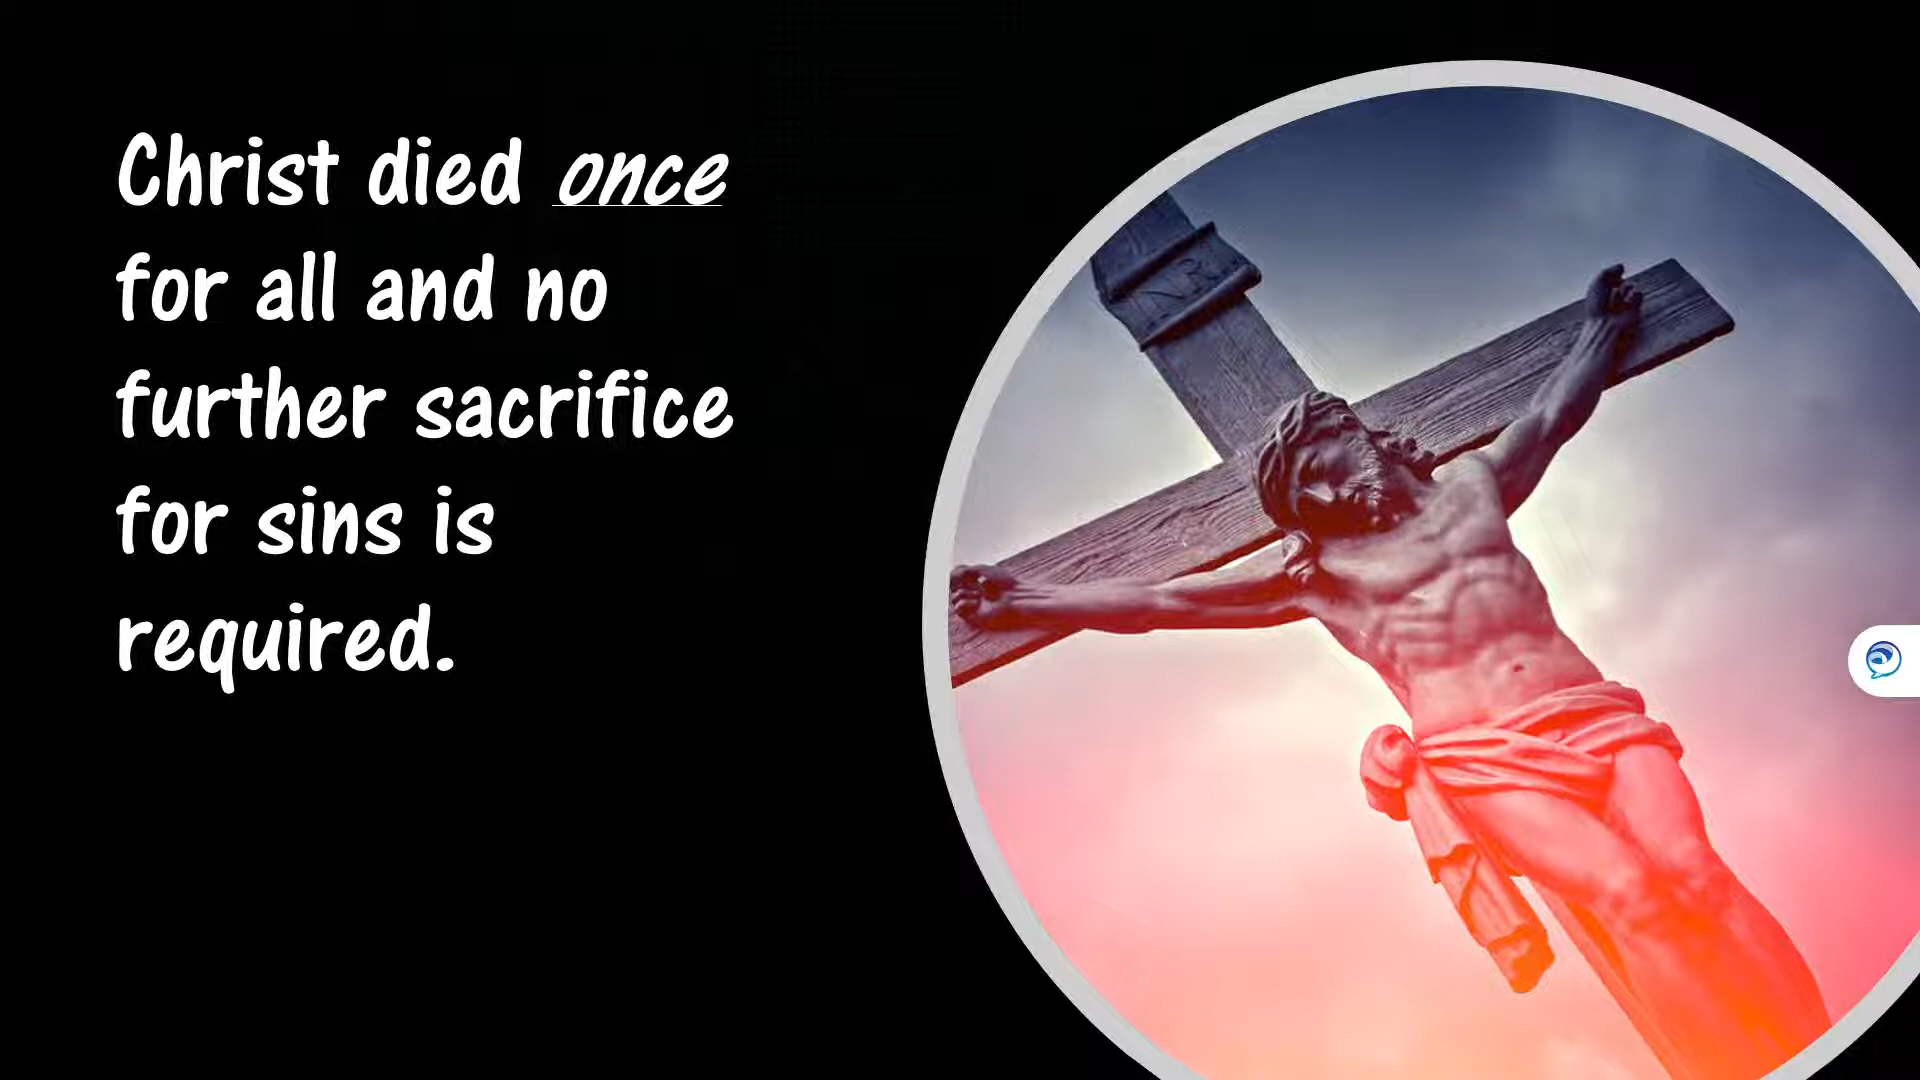 Christ died once
for all and no
further sacrifice
for sins is
required.